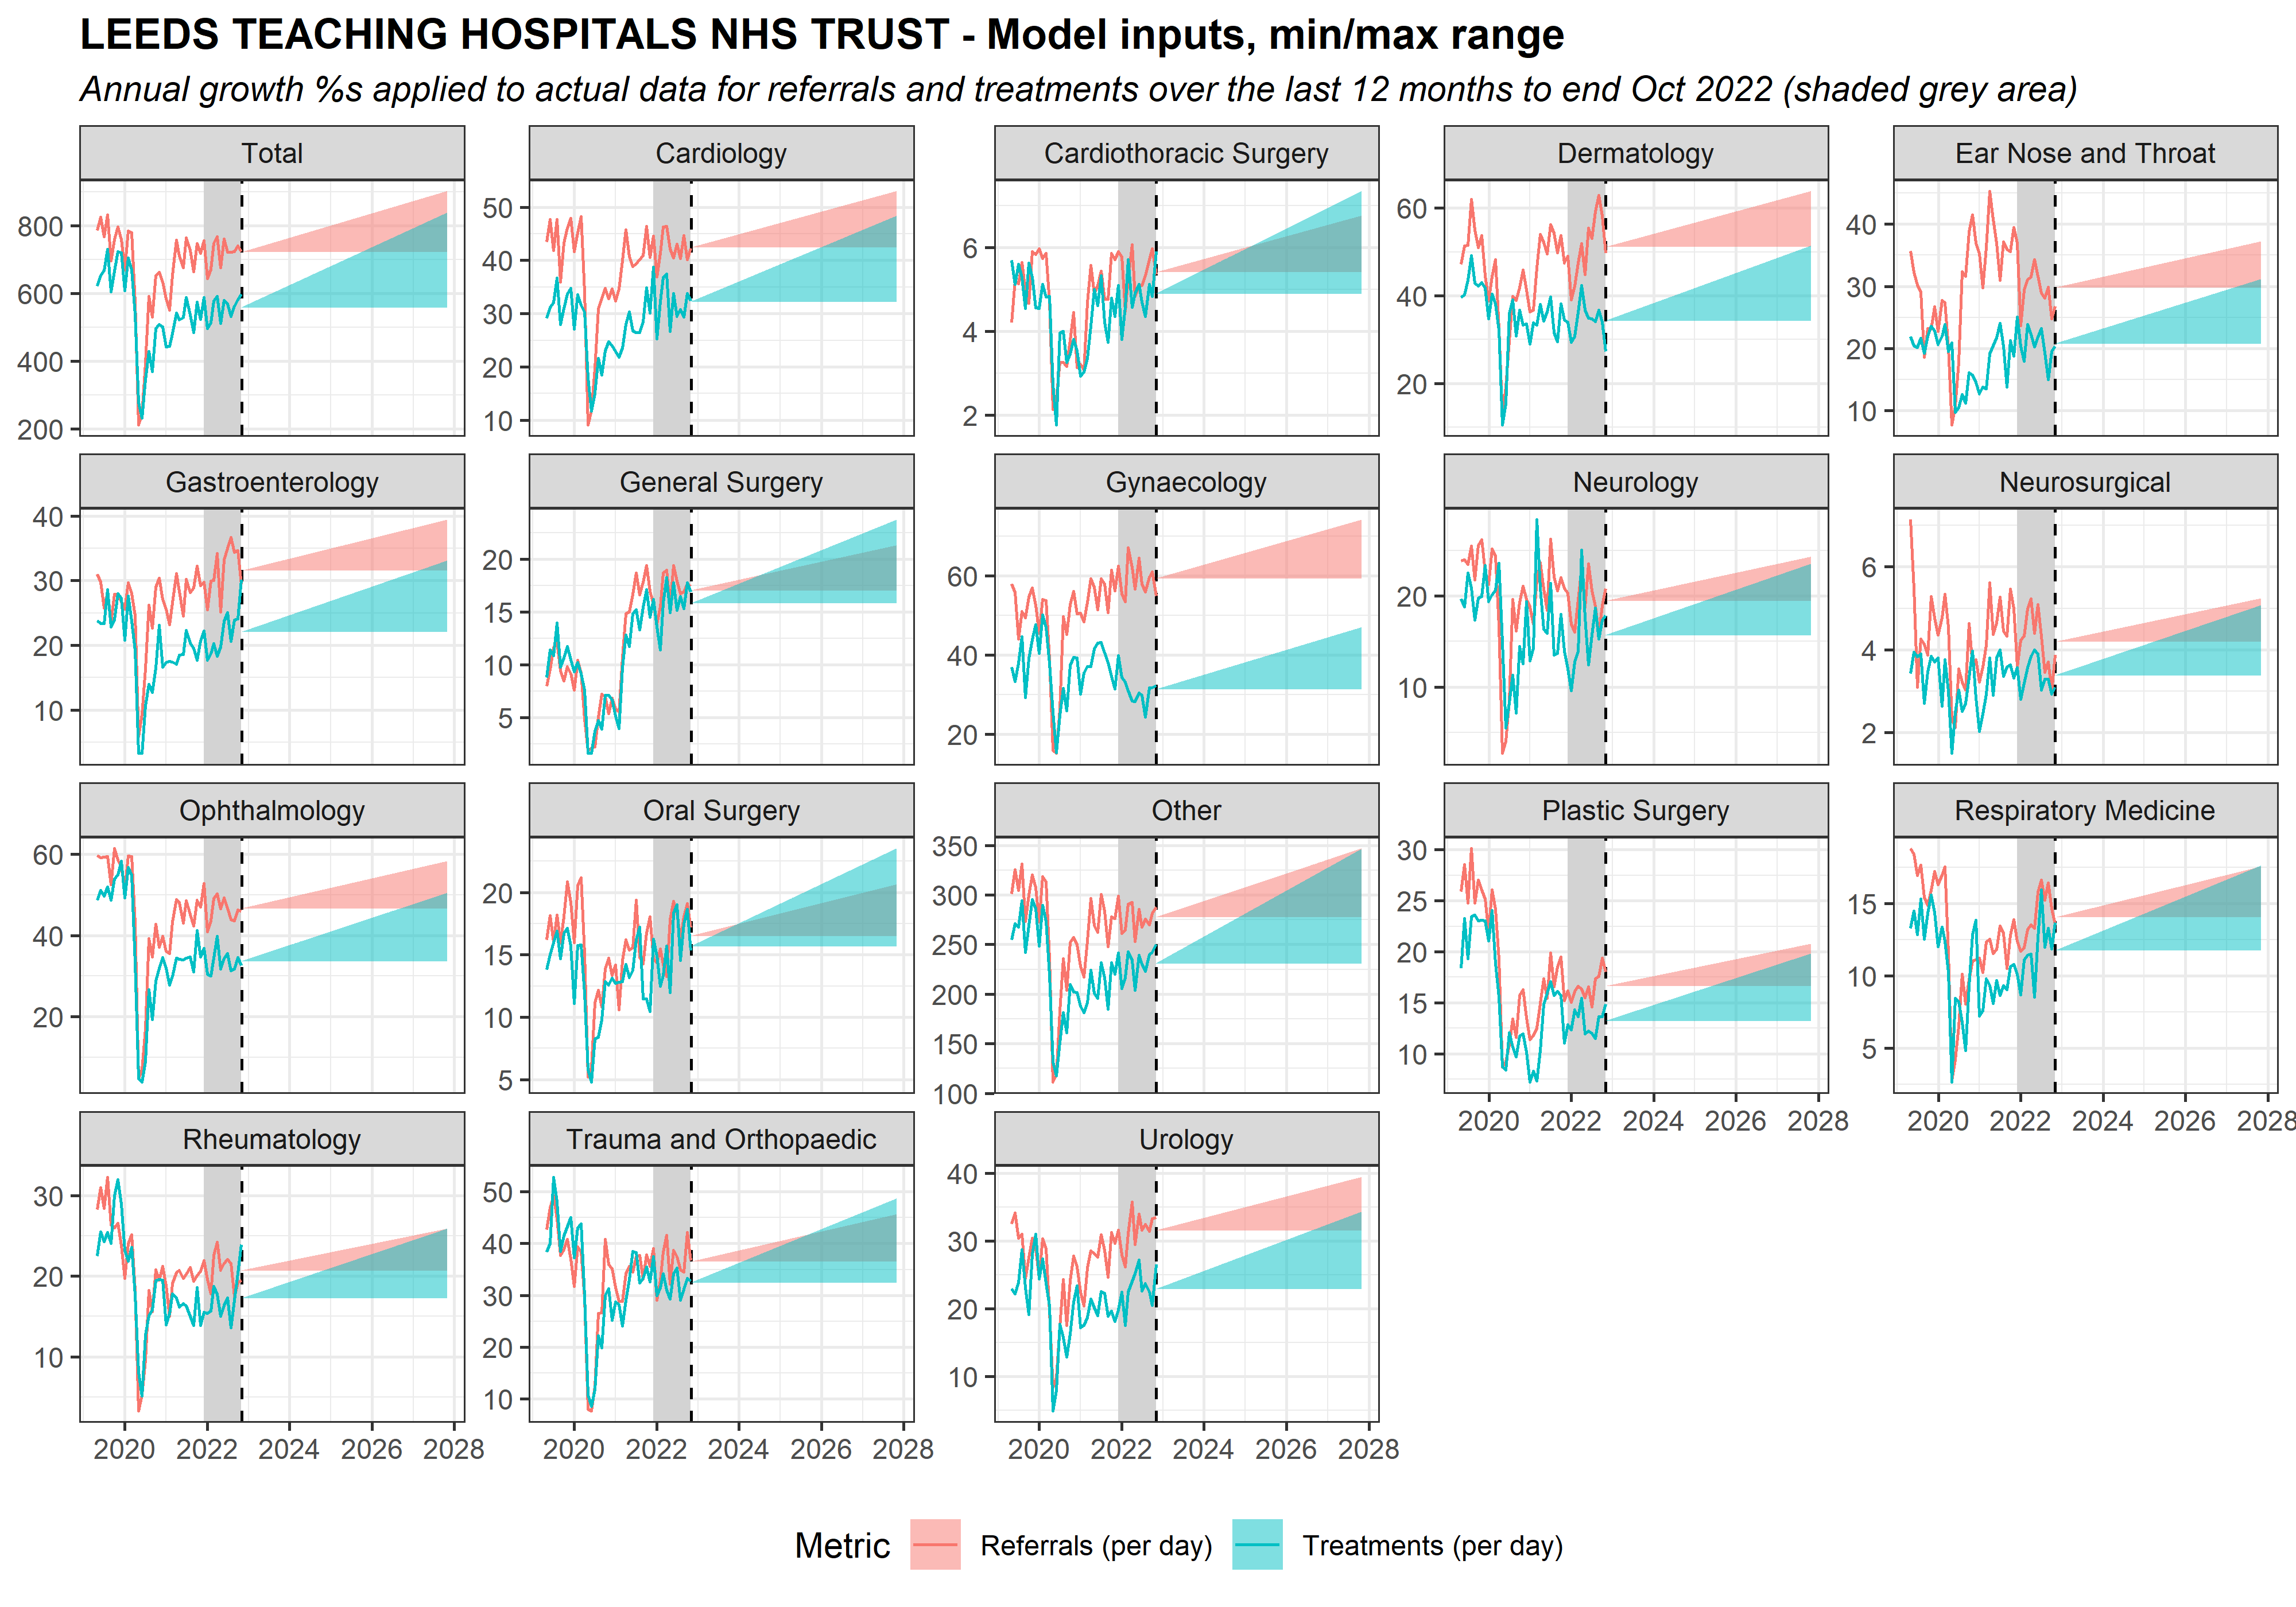 LEEDS TEACHING HOSPITALS NHS TRUST - Model inputs, min/max range
Annual growth %s applied to actual data for referrals and treatments over the last 12 months to end Oct 2022 (shaded grey area)
Total
Cardiology
Cardiothoracic Surgery
Dermatology
Ear Nose and Throat
800
600
400
200
50
40
30
20
10
6
4
2
60
40
20
40
30
20
10
Gastroenterology
General Surgery
Gynaecology
Neurology
Neurosurgical
40
30
20
10
20
15
10
5
60
40
20
20
10
6
4
2
Ophthalmology
Oral Surgery
Other
Plastic Surgery
Respiratory Medicine
60
40
20
20
15
10
5
350
300
250
200
150
100
30
25
20
15
10
15
10
5
2020 2022 2024 2026 2028
2020 2022 2024 2026 2028
Rheumatology
Trauma and Orthopaedic
Urology
30
20
10
50
40
30
20
10
40
30
20
10
2020 2022 2024 2026 2028
2020 2022 2024 2026 2028
2020 2022 2024 2026 2028
Metric Referrals (per day) Treatments (per day)